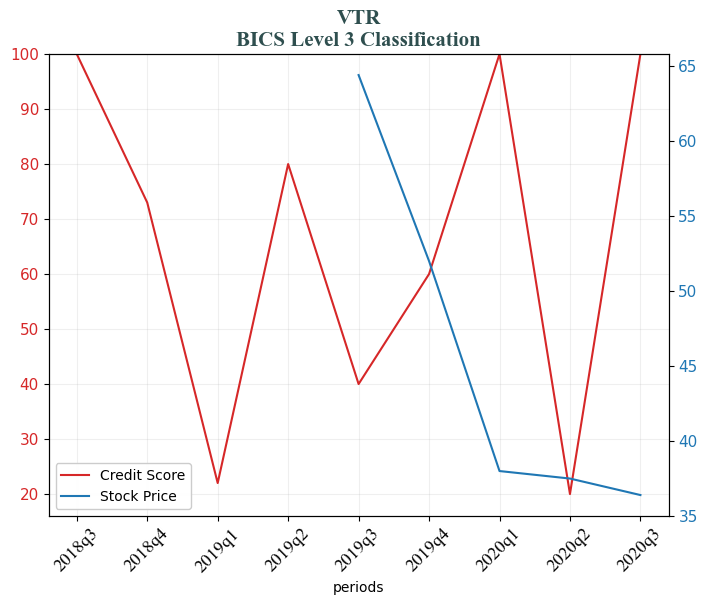 VTR
BICS Level 3 Classification
100
90
80
70
60
50
40
30
20
65
60
55
50
45
40
35
Credit Score
Stock Price
2018q3
2018q4
2019q1
2019q2
2019q3
2019q4
2020q1
2020q2
2020q3
periods